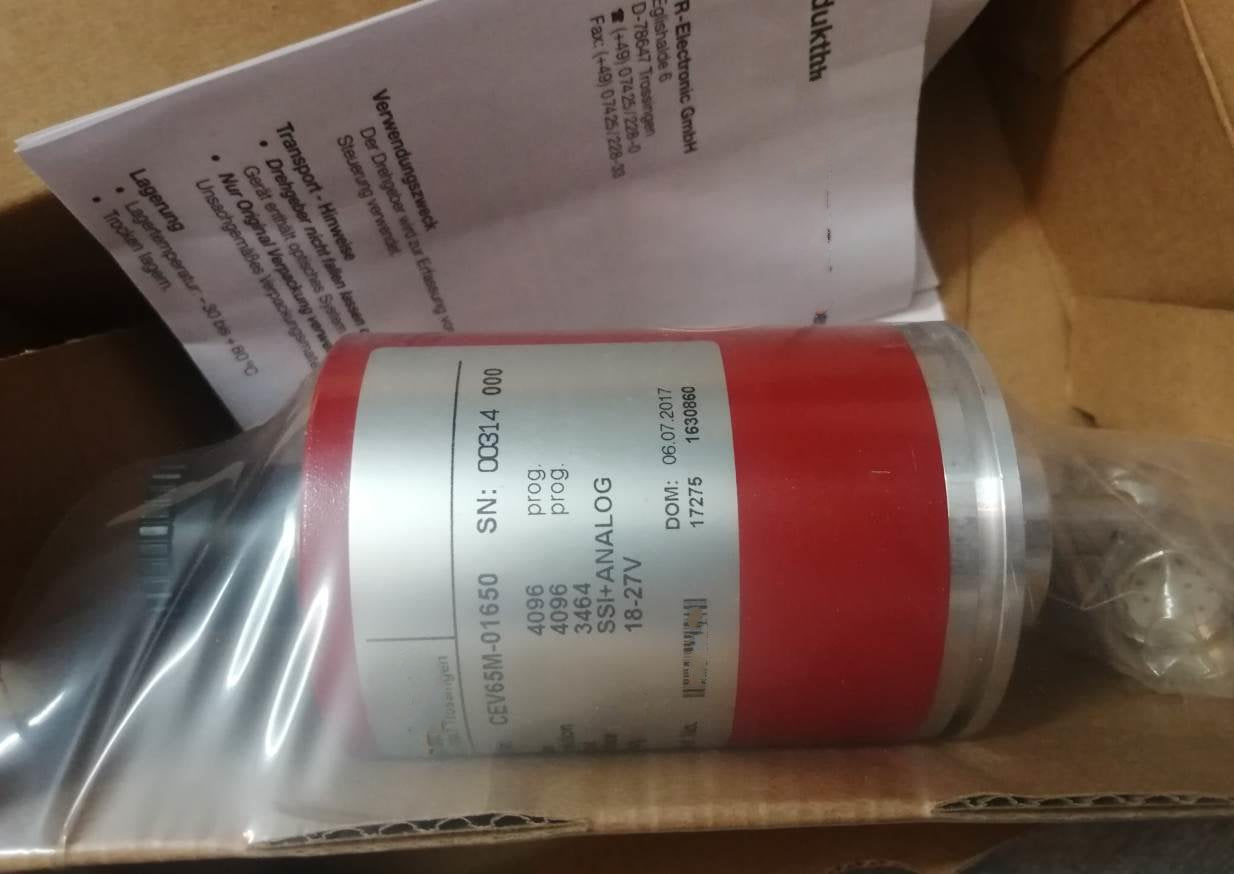 R-Electronic GmbH
Eglishalde 6
D-78647 Trossingen
☎ (+49) 07425/228-0
Fax: (+49) 07425/228-33
Verwendungszweck
Der Drehgeber wird zur Erfassung
Steuerung verwendet.
Transport - Hinweise
• Drehgeber nicht fallen lassen
Gerät enthält optisches System
• Nur Original Verpackung
Unsachgemäßes
Lagerung
• Lagertemperatur: -30 bis + 80 °C
• Trocken lagern.
Trossingen
CEV65M-01650 SN: 00314 000
4096 prog.
4096 prog.
3464
SSI+ANALOG
18-27V
DOM: 06.07.2017
17275 1630860